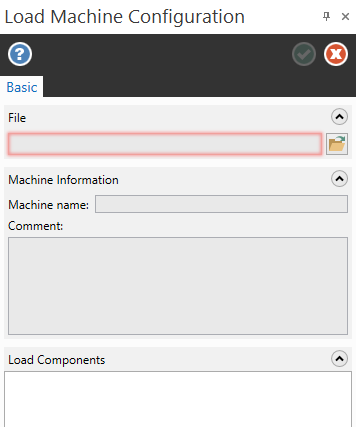 Load Machine Configuration
Basic
File
Machine Information
Machine name:
Comment:
Load Components